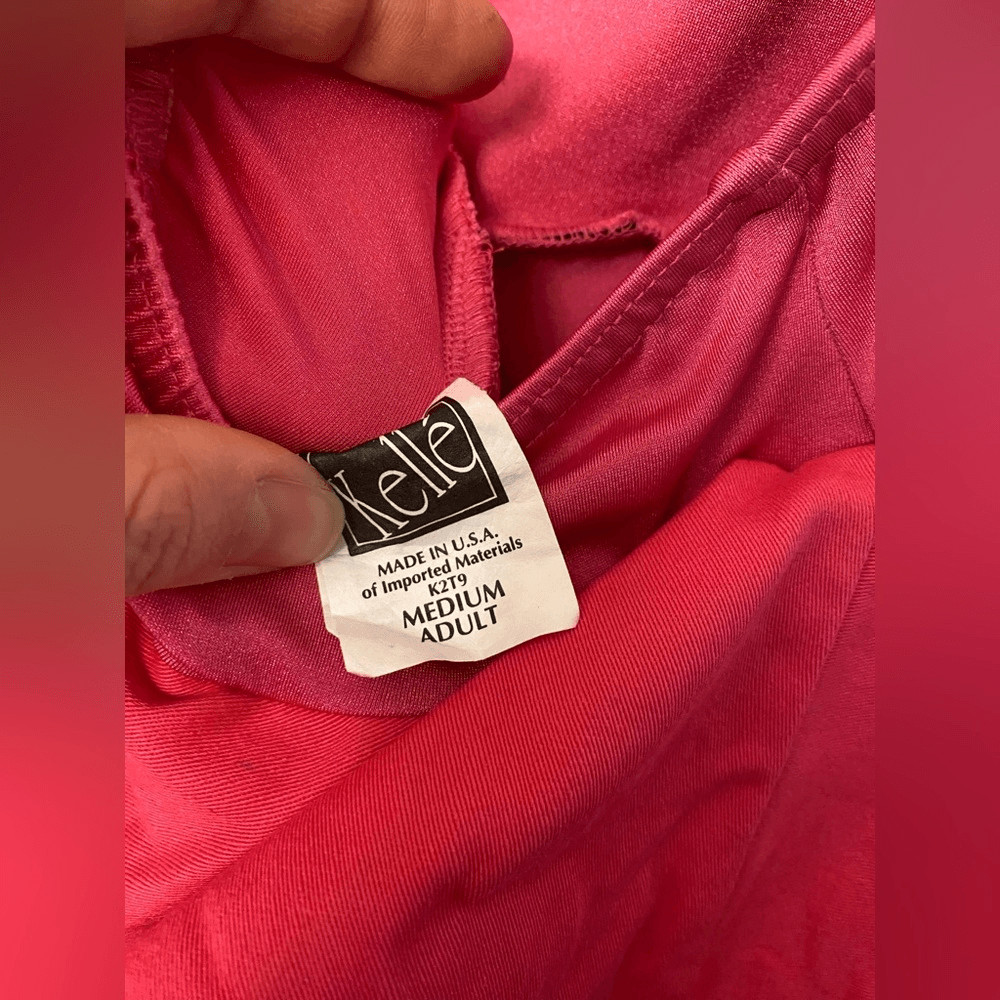 Kellé
MADE IN U.S.A.
of Imported Materials
K2T9
MEDIUM
ADULT